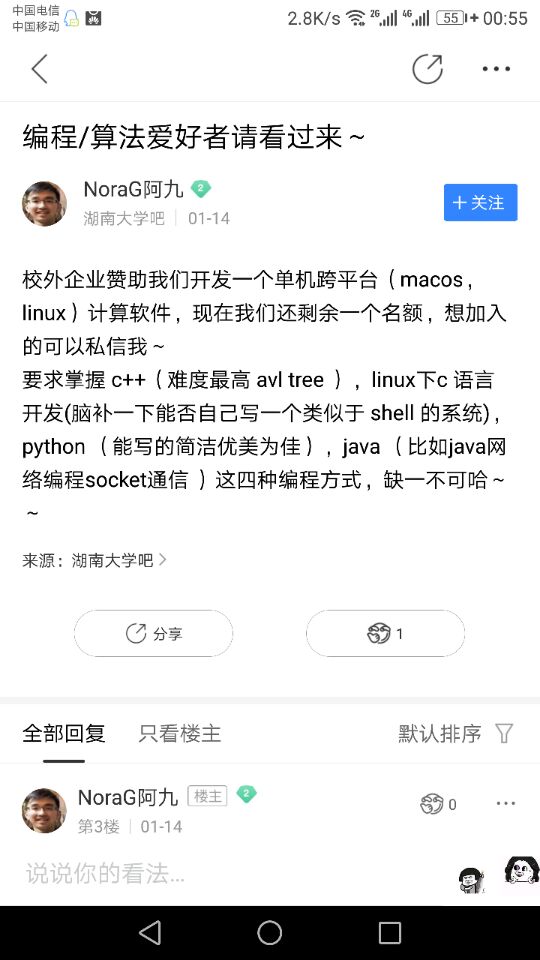 中国电信
中国移动
2.8K/s 2G 4G 55 00:55
编程/算法爱好者请看过来～
NoraG阿九 2
湖南大学吧 01-14
+关注
校外企业赞助我们开发一个单机跨平台（macos，
linux）计算软件，现在我们还剩余一个名额，想加入
的可以私信我～
要求掌握 c++（难度最高 avl tree ），linux下c 语言
开发(脑补一下能否自己写一个类似于 shell 的系统)，
python （能写的简洁优美为佳），java （比如java网
络编程socket通信 ）这四种编程方式，缺一不可哈～
～
来源：湖南大学吧
分享
1
全部回复 只看楼主 默认排序
NoraG阿九 楼主 2
0
第3楼 01-14
说说你的看法...